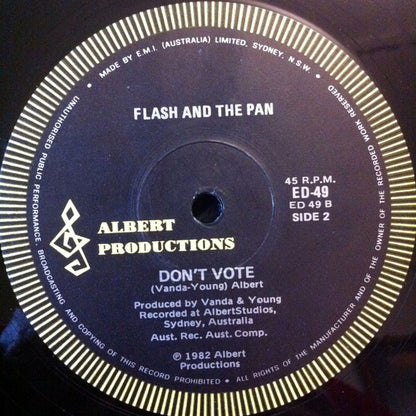 • MADE BY E.M.I. (AUSTRALIA) LIMITED, SYDNEY, N.S.W. •
UNAUTHORISED PUBLIC PERFORMANCE, BROADCASTING AND COPYING OF THIS RECORD PROHIBITED • ALL RIGHTS OF THE MANUFACTURER AND OF THE OWNER OF THE RECORDED WORK RESERVED
FLASH AND THE PAN
45 R.P.M.
ED-49
ED 49 B
SIDE 2
ALBERT
PRODUCTIONS
DON'T VOTE
(Vanda-Young) Albert
Produced by Vanda & Young
Recorded at AlbertStudios,
Sydney, Australia
Aust. Rec. Aust. Comp.
℗ 1982 Albert
Productions